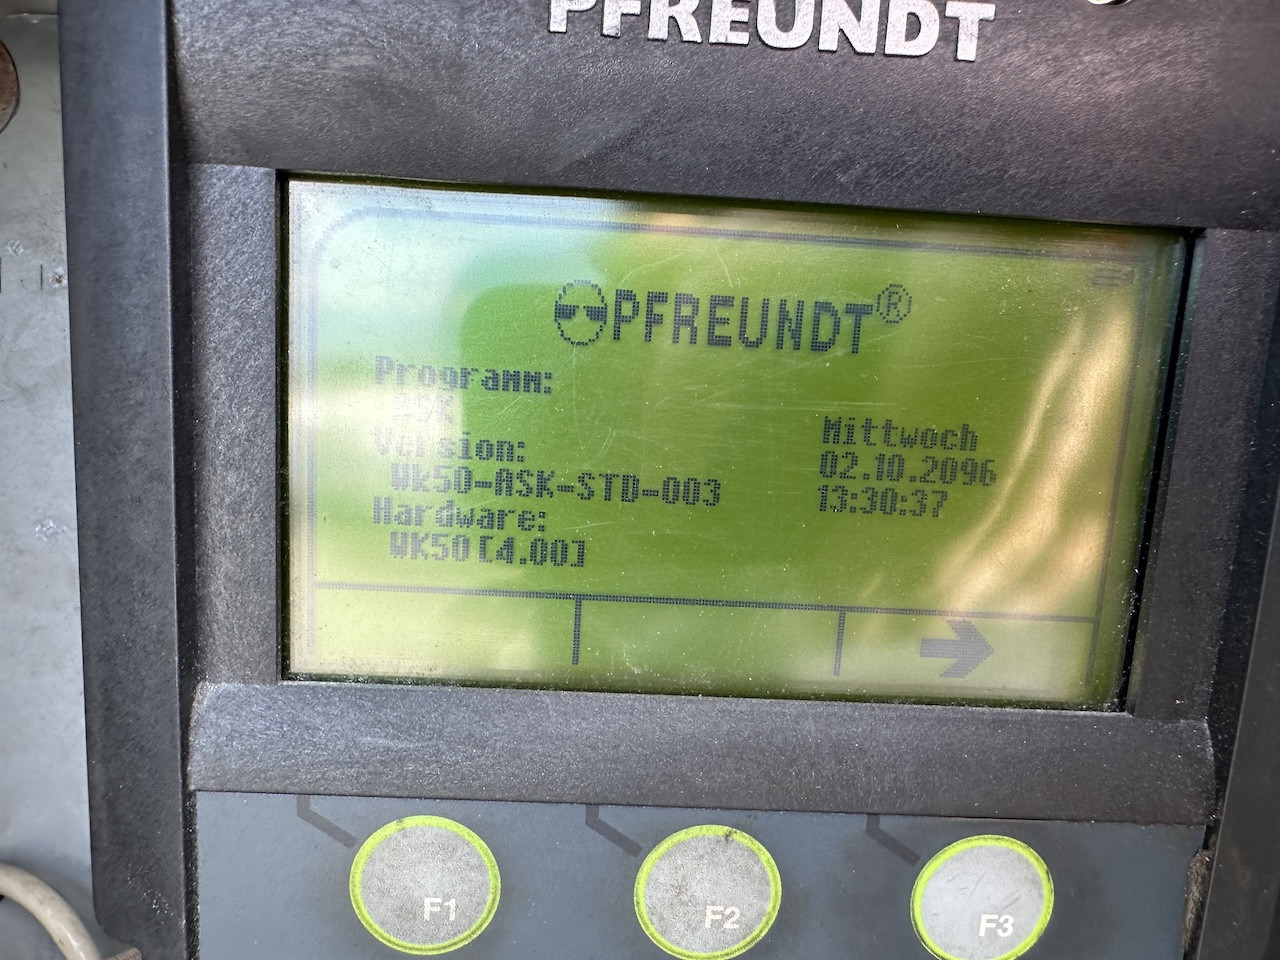 PFREUNDT
PFREUNDT®
Programm:
ASK
Version:
WK50-ASK-STD-003
Hardware:
WK50[4.00]
Mittwoch
02.10.2096
13:30:37
F1
F2
F3